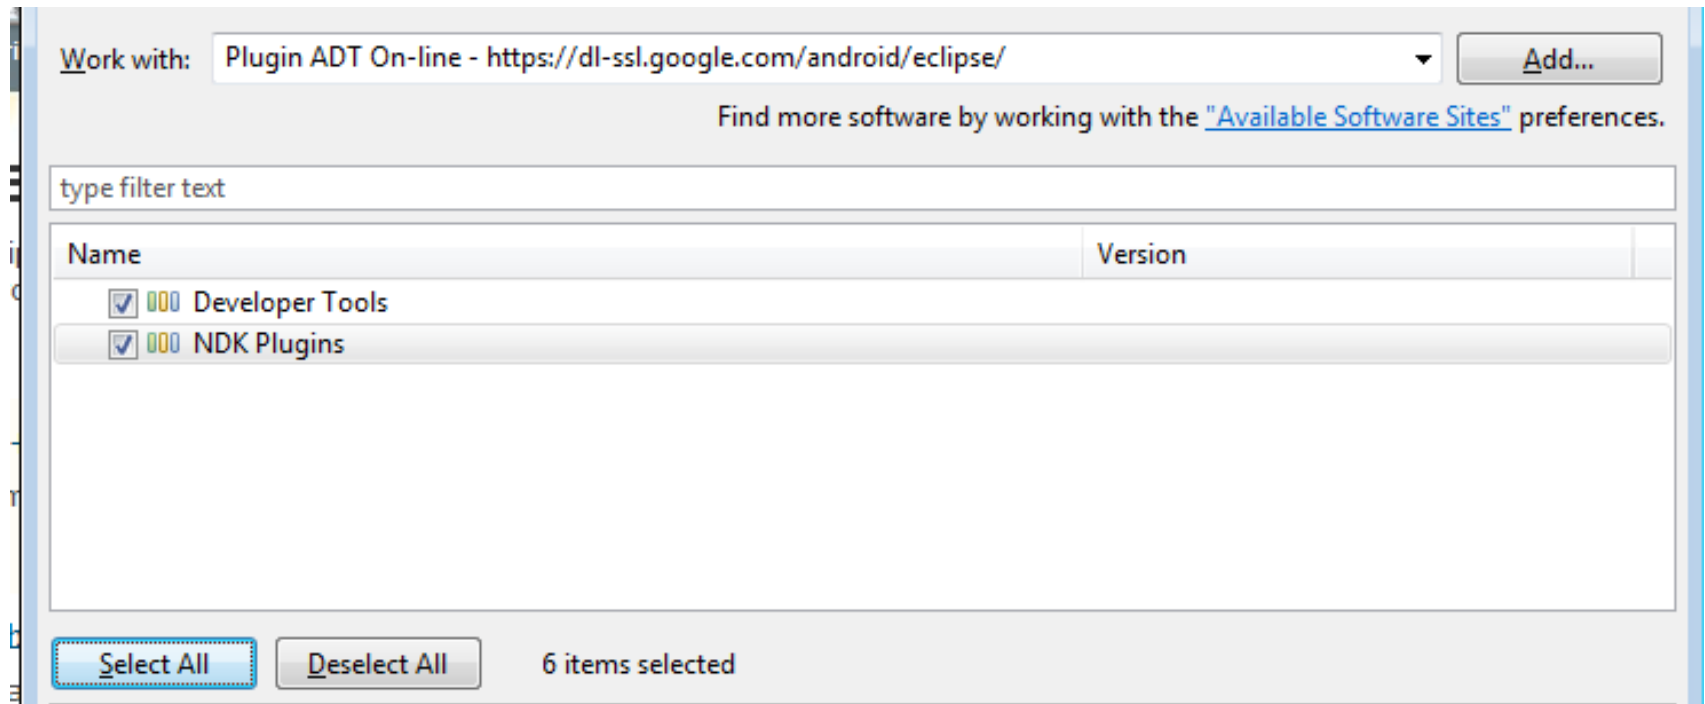 Work with: Plugin ADT On-line - https://dl-ssl.google.com/android/eclipse/ Add...
Find more software by working with the "Available Software Sites" preferences.
type filter text
Name Version
Developer Tools
NDK Plugins
Select All Deselect All 6 items selected